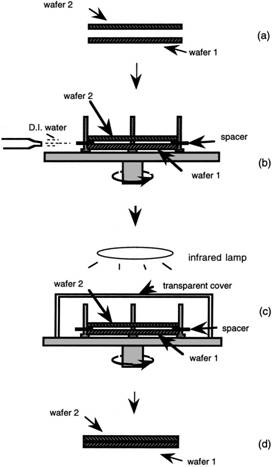 wafer 2
wafer 1
(a)
wafer 2
D.I. water
spacer
(b)
wafer 1
infrared lamp
wafer 2
transparent cover
(c)
spacer
wafer 1
wafer 2
(d)
wafer 1